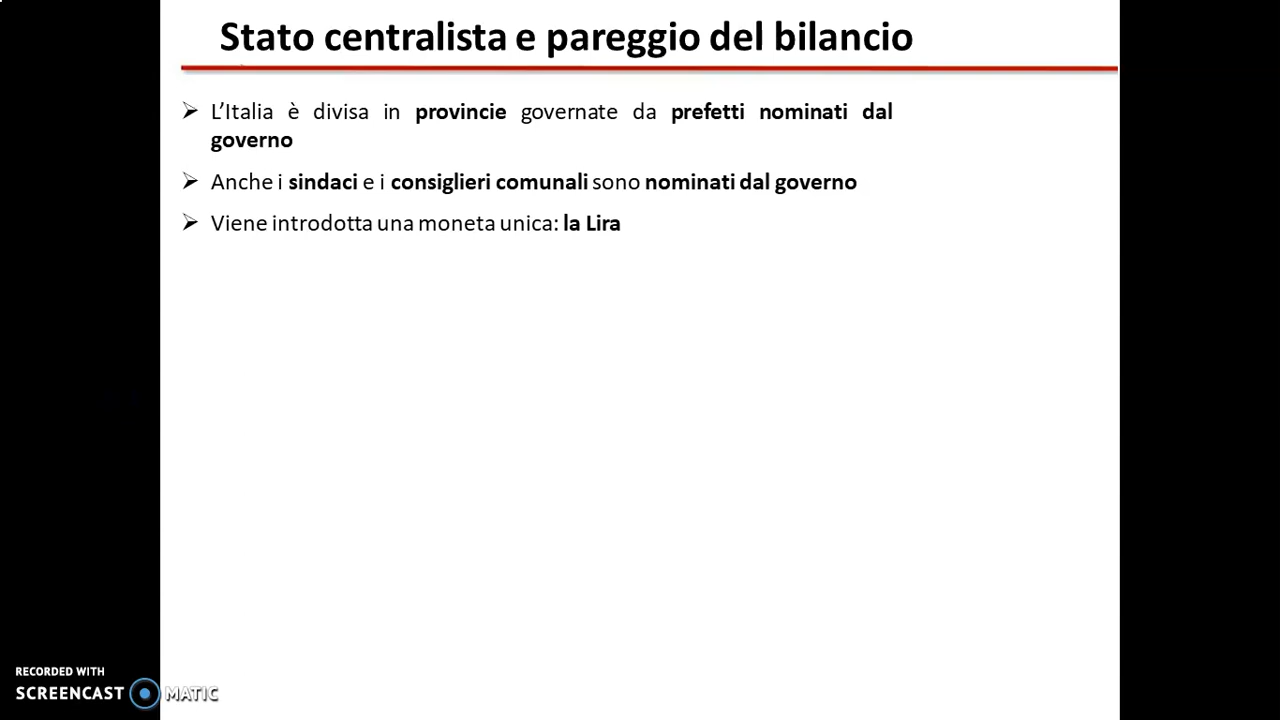 Stato centralista e pareggio del bilancio
➢ L’Italia è divisa in provincie governate da prefetti nominati dal
governo
➢ Anche i sindaci e i consiglieri comunali sono nominati dal governo
➢ Viene introdotta una moneta unica: la Lira
RECORDED WITH
SCREENCAST MATIC